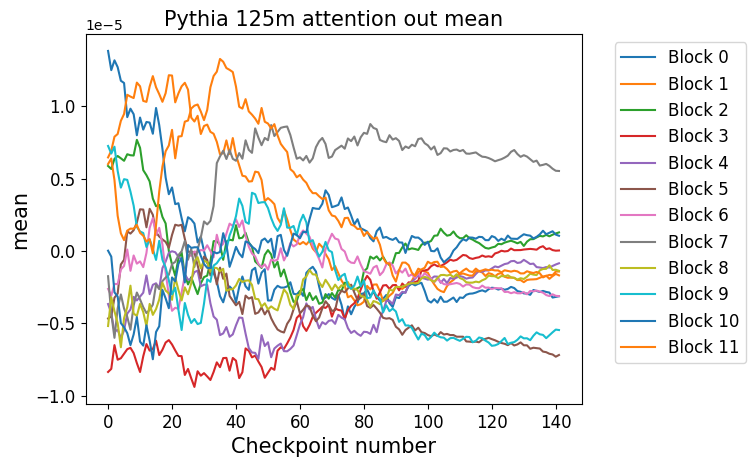 Pythia 125m attention out mean
1e−5
1.0
0.5
0.0
−0.5
−1.0
mean
0 20 40 60 80 100 120 140
Checkpoint number
Block 0
Block 1
Block 2
Block 3
Block 4
Block 5
Block 6
Block 7
Block 8
Block 9
Block 10
Block 11